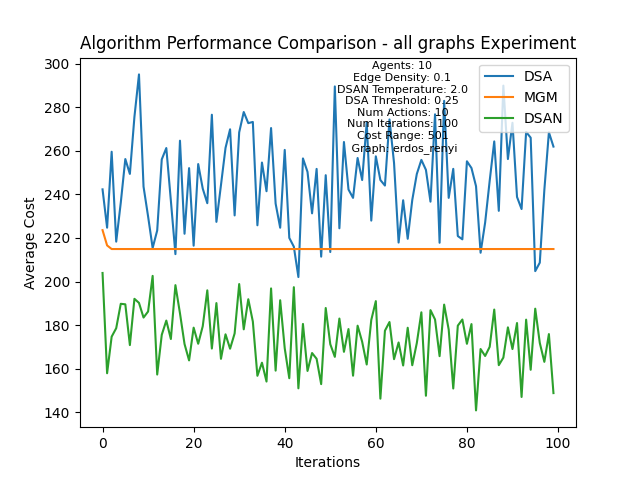 Algorithm Performance Comparison - all graphs Experiment
Agents: 10
Edge Density: 0.1
DSAN Temperature: 2.0
DSA Threshold: 0.25
Num Actions: 10
Num Iterations: 100
Cost Range: 501
Graph: erdos_renyi
DSA
MGM
DSAN
Average Cost
300
280
260
240
220
200
180
160
140
0 20 40 60 80 100
Iterations